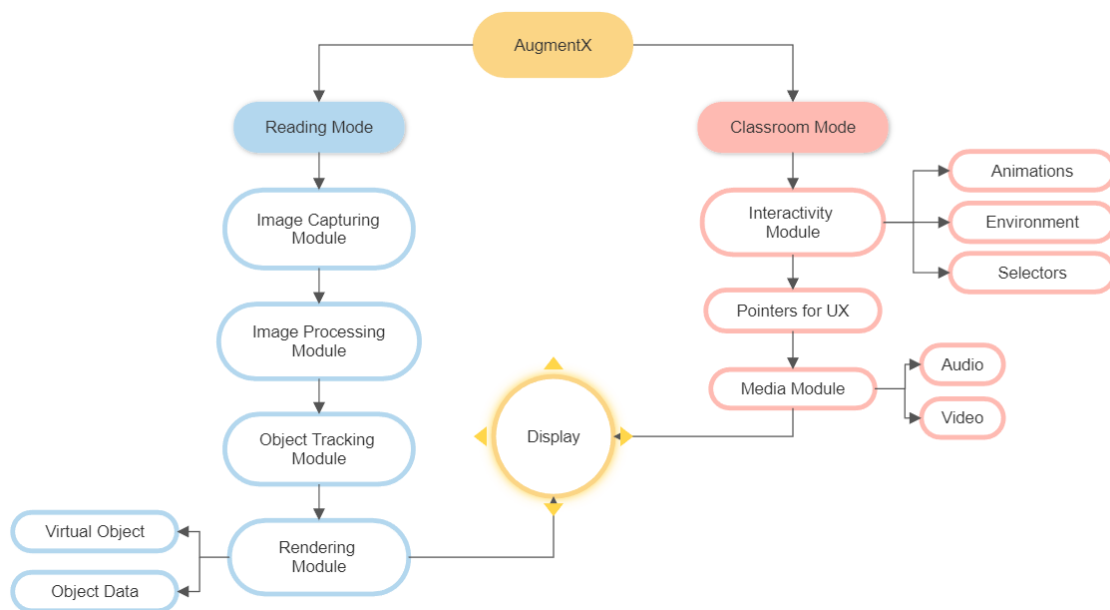 AugmentX
Reading Mode
Classroom Mode
Image Capturing
Module
Interactivity
Module
Animations
Environment
Selectors
Image Processing
Module
Pointers for UX
Media Module
Audio
Video
Display
Object Tracking
Module
Rendering
Module
Virtual Object
Object Data